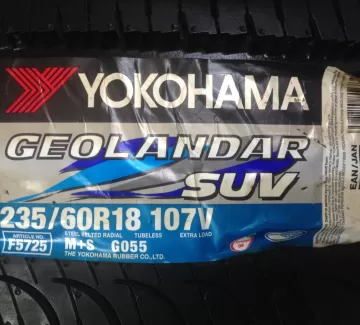 YOKOHAMA
GEOLANDAR
SUV
235/60R18 107V
ARTICLE NO.
F5725
STEEL BELTED RADIAL TUBELESS EXTRA LOAD
M+S G055
THE YOKOHAMA RUBBER CO.,LTD.
EAN/JAN